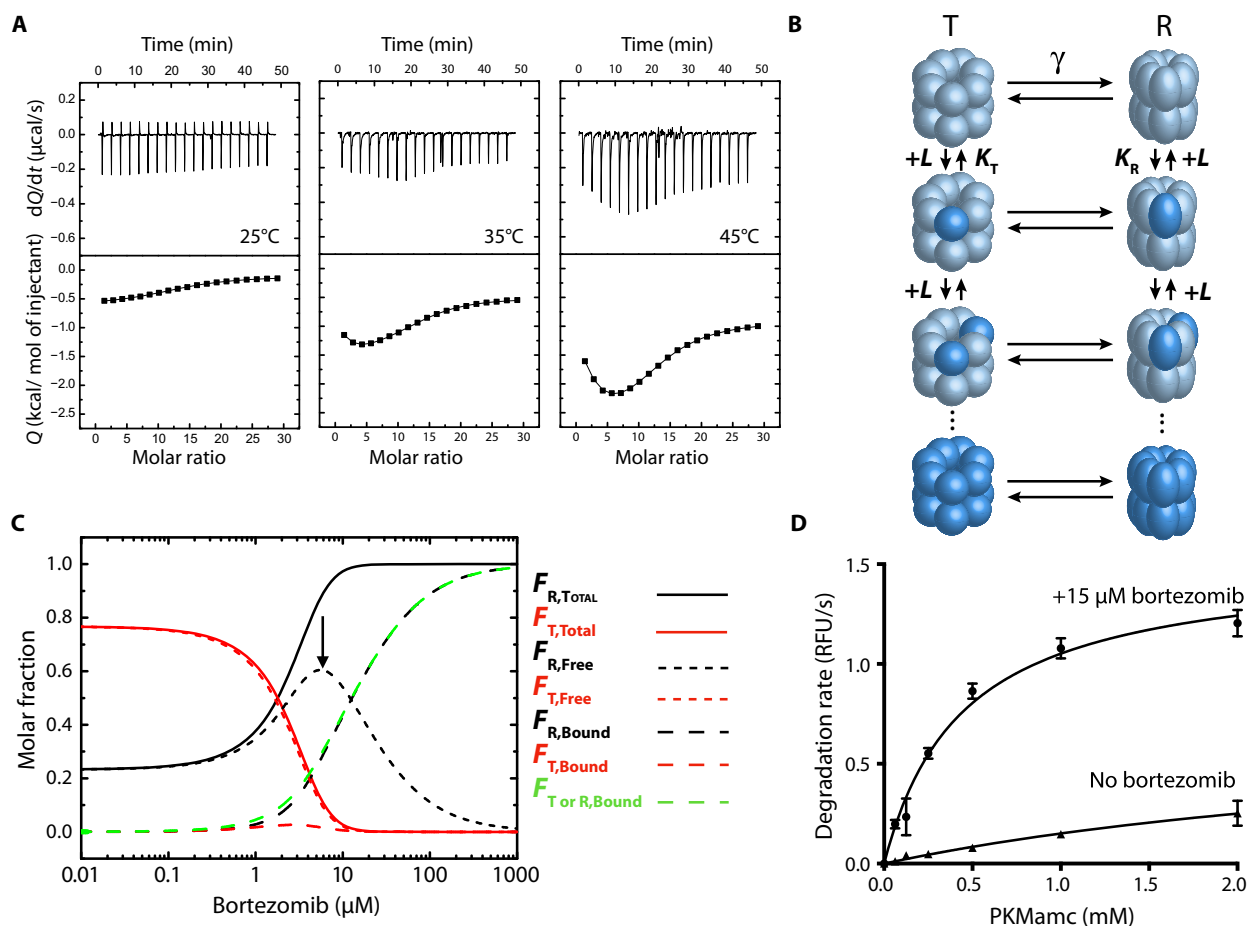 A
Time (min)
Time (min)
Time (min)
0 10 20 30 40 50
0 10 20 30 40 50
0 10 20 30 40 50
dQ/dt (µcal/s)
0.2
0.0
−0.2
−0.4
−0.6
25°C
35°C
45°C
Q (kcal/ mol of injectant)
0.0
−0.5
−1.0
−1.5
−2.0
−2.5
0 5 10 15 20 25 30
0 5 10 15 20 25 30
0 5 10 15 20 25 30
Molar ratio
Molar ratio
Molar ratio
B
T
R
γ
+L
K_T
K_R
+L
+L
+L
C
Molar fraction
1.0
0.8
0.6
0.4
0.2
0.0
0.01 0.1 1 10 100 1000
Bortezomib (µM)
F R,Total
F T,Total
F R,Free
F T,Free
F R,Bound
F T,Bound
F T or R,Bound
D
Degradation rate (RFU/s)
1.5
1.0
0.5
0.0
+15 µM bortezomib
No bortezomib
0.0 0.5 1.0 1.5 2.0
PKMamc (mM)